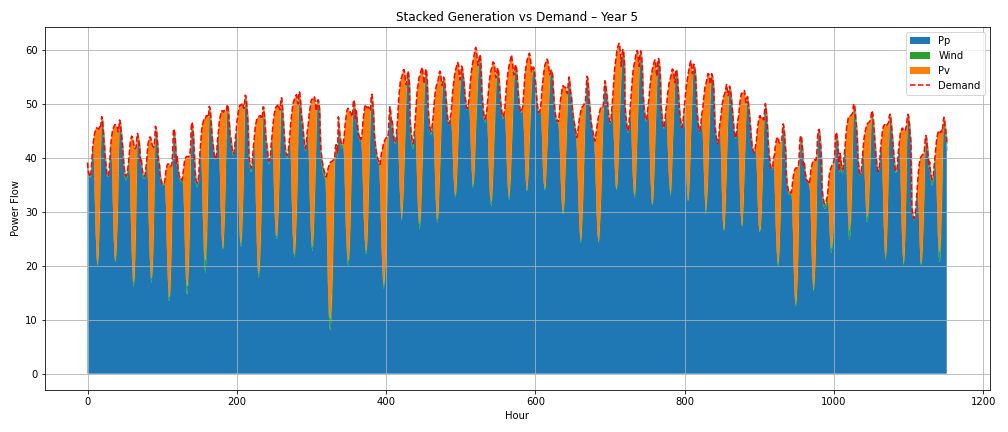 Stacked Generation vs Demand – Year 5
Power Flow
60
50
40
30
20
10
0
Pp
Wind
Pv
Demand
0
200
400
600
800
1000
1200
Hour